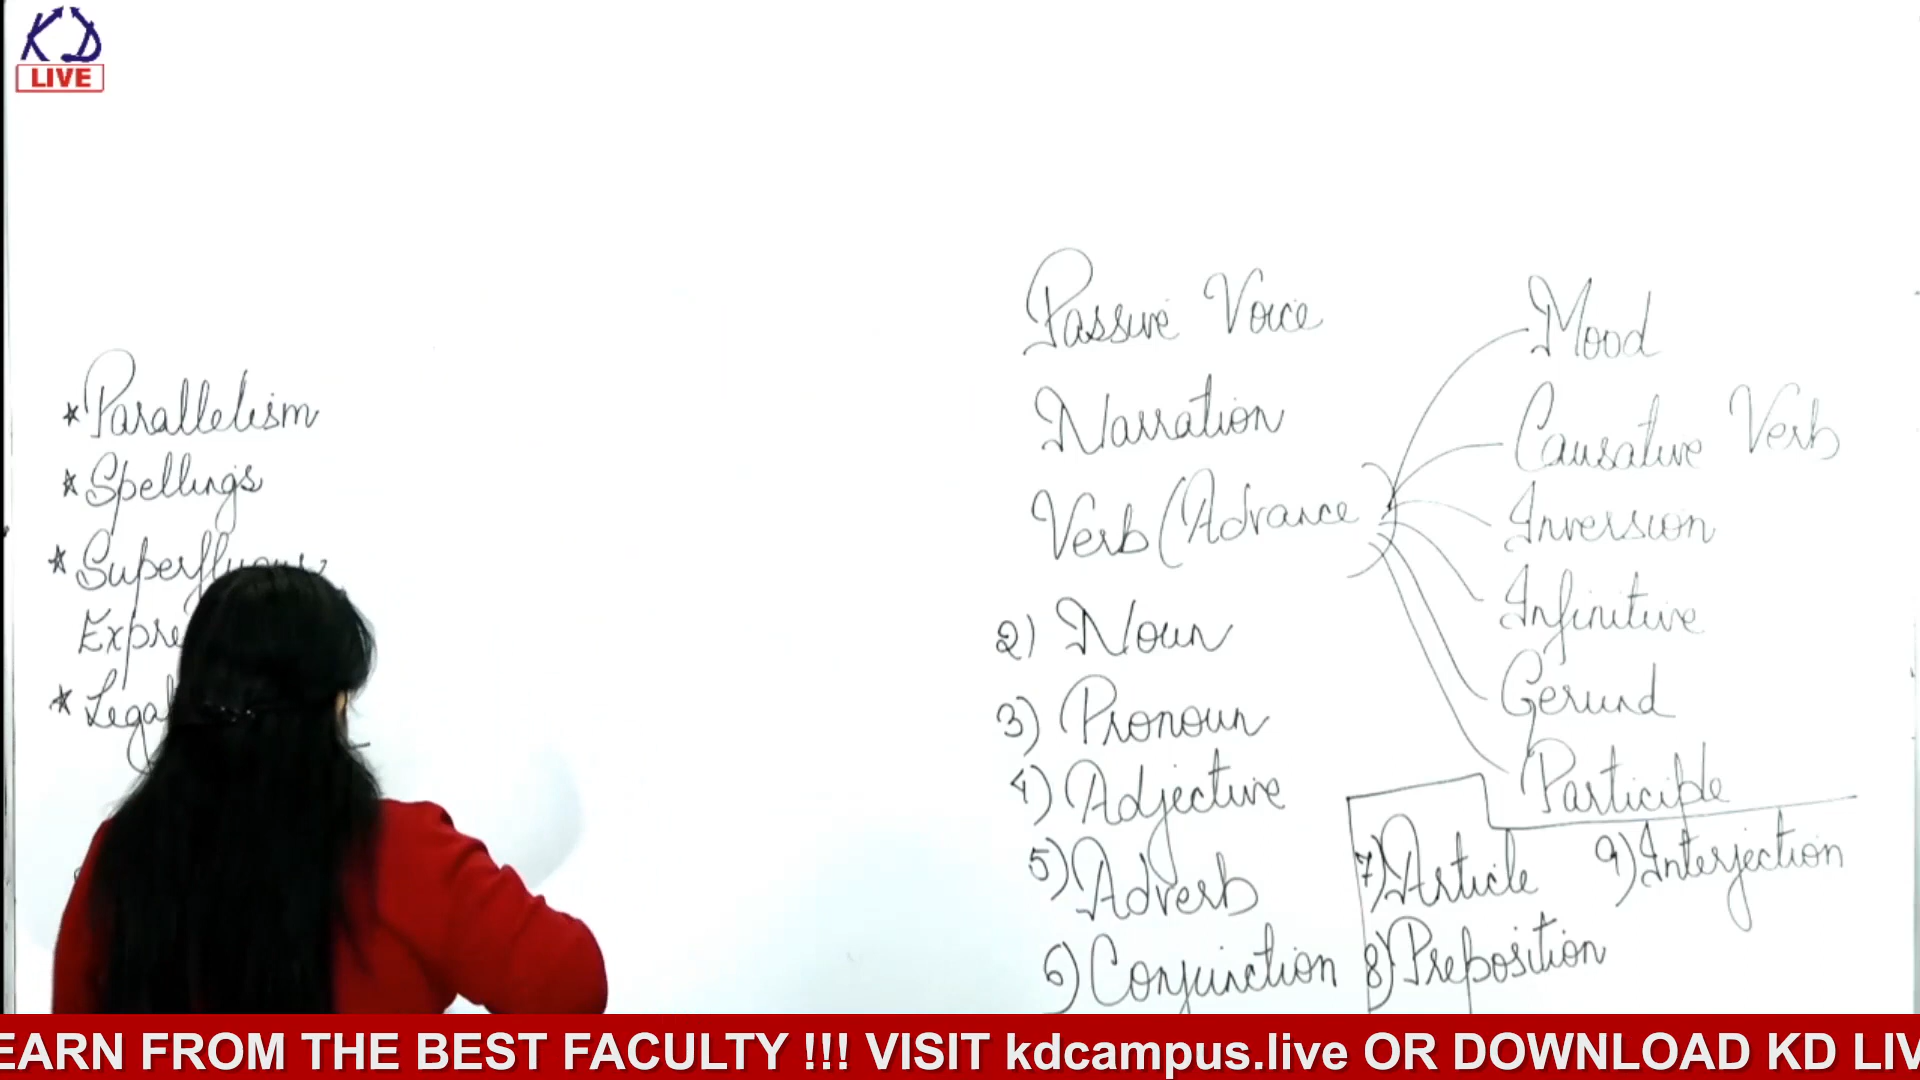 KD
LIVE
* Parallelism
* Spellings
* Superfluous
Expre
* Legal
Passive Voice
Narration
Verb (Advance)
Mood
Causative Verb
Inversion
Infinitive
Gerund
Participle
2) Noun
3) Pronoun
4) Adjective
5) Adverb
6) Conjunction
7) Article
8) Preposition
9) Interjection
EARN FROM THE BEST FACULTY !!! VISIT kdcampus.live OR DOWNLOAD KD LIV